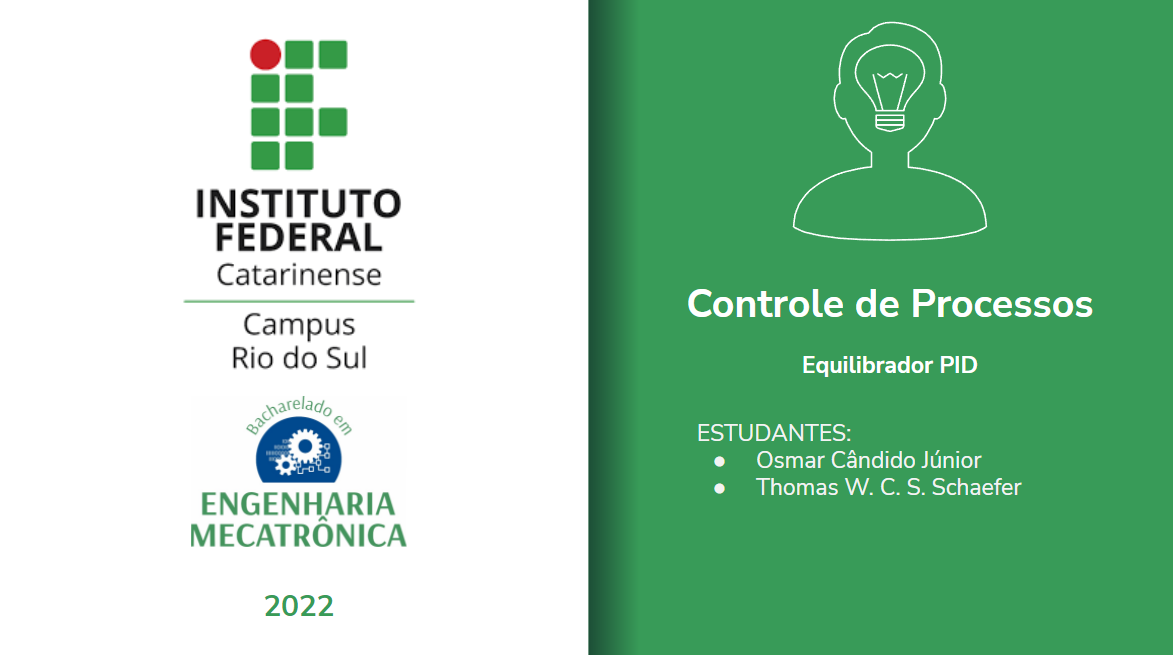 INSTITUTO
FEDERAL
Catarinense
Campus
Rio do Sul
Bacharelado em
ENGENHARIA
MECATRÔNICA
2022
Controle de Processos
Equilibrador PID
ESTUDANTES:
● Osmar Cândido Júnior
● Thomas W. C. S. Schaefer